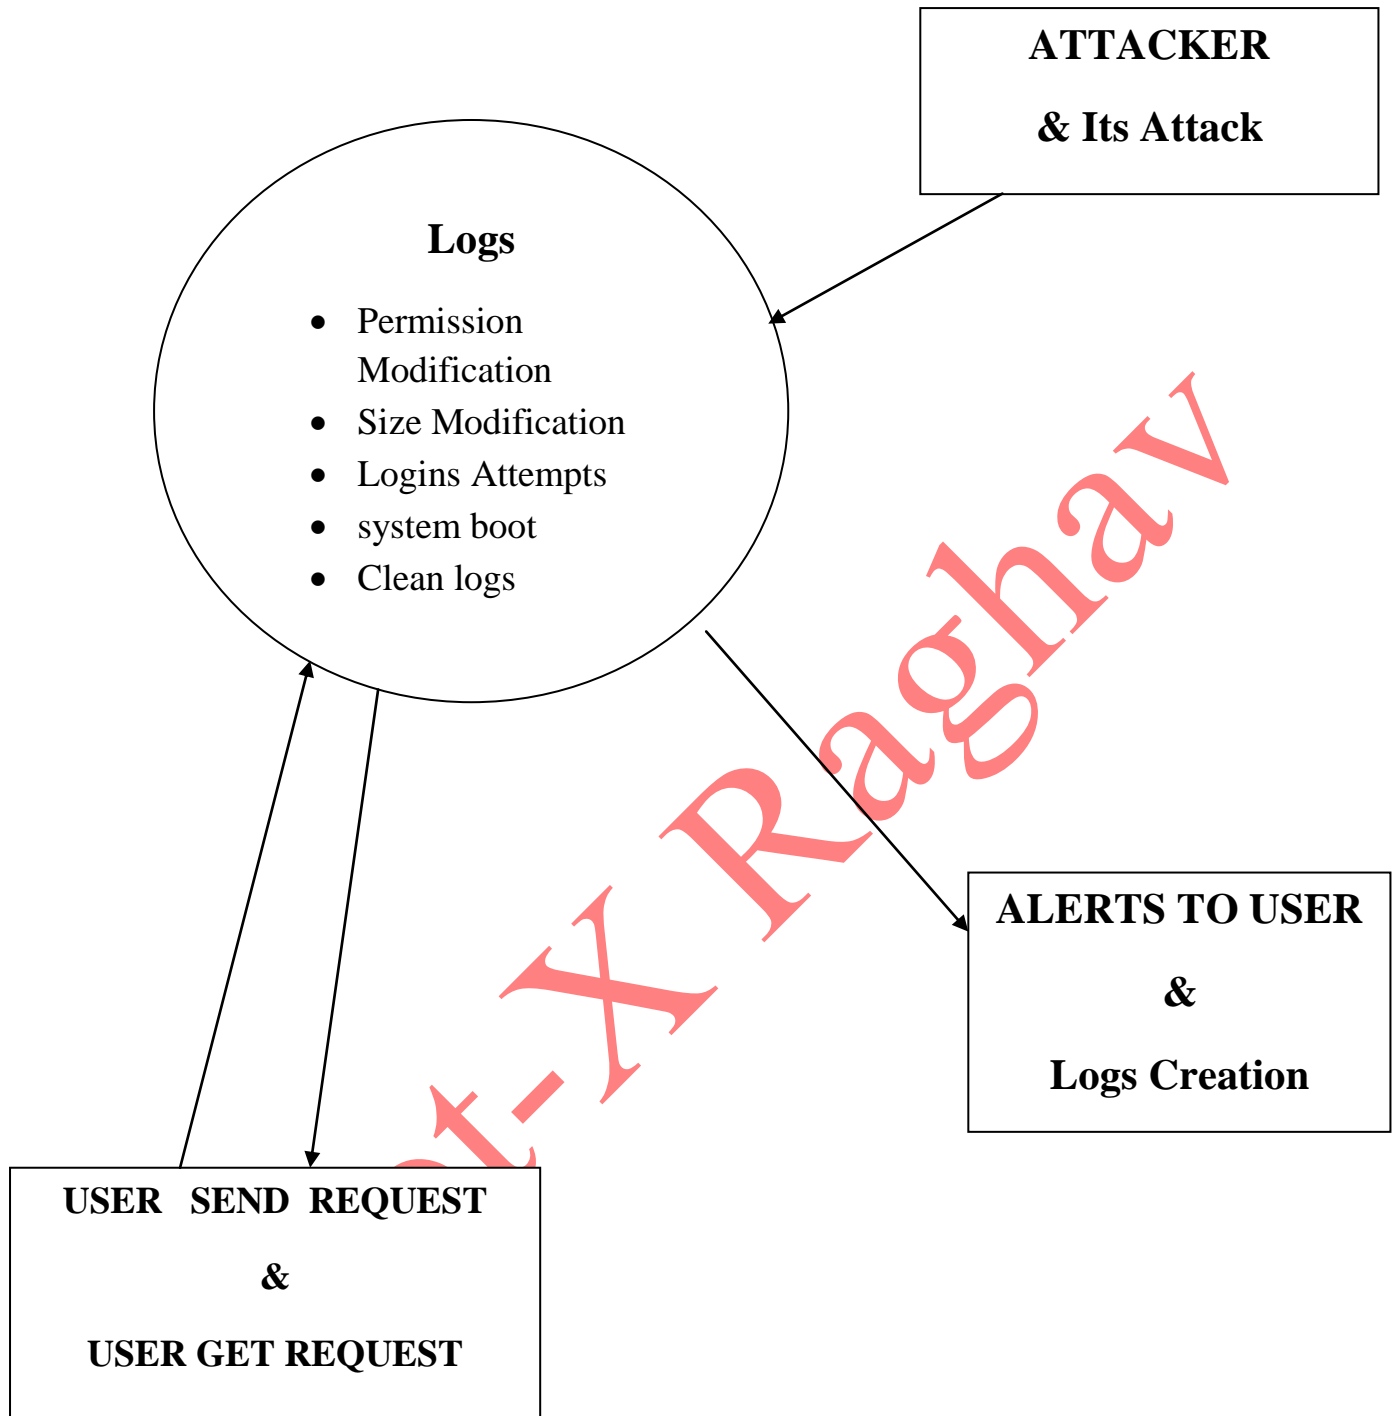 ATTACKER
& Its Attack
Logs
• Permission
Modification
• Size Modification
• Logins Attempts
• system boot
• Clean logs
ALERTS TO USER
&
Logs Creation
USER SEND REQUEST
&
USER GET REQUEST
t-X Raghav